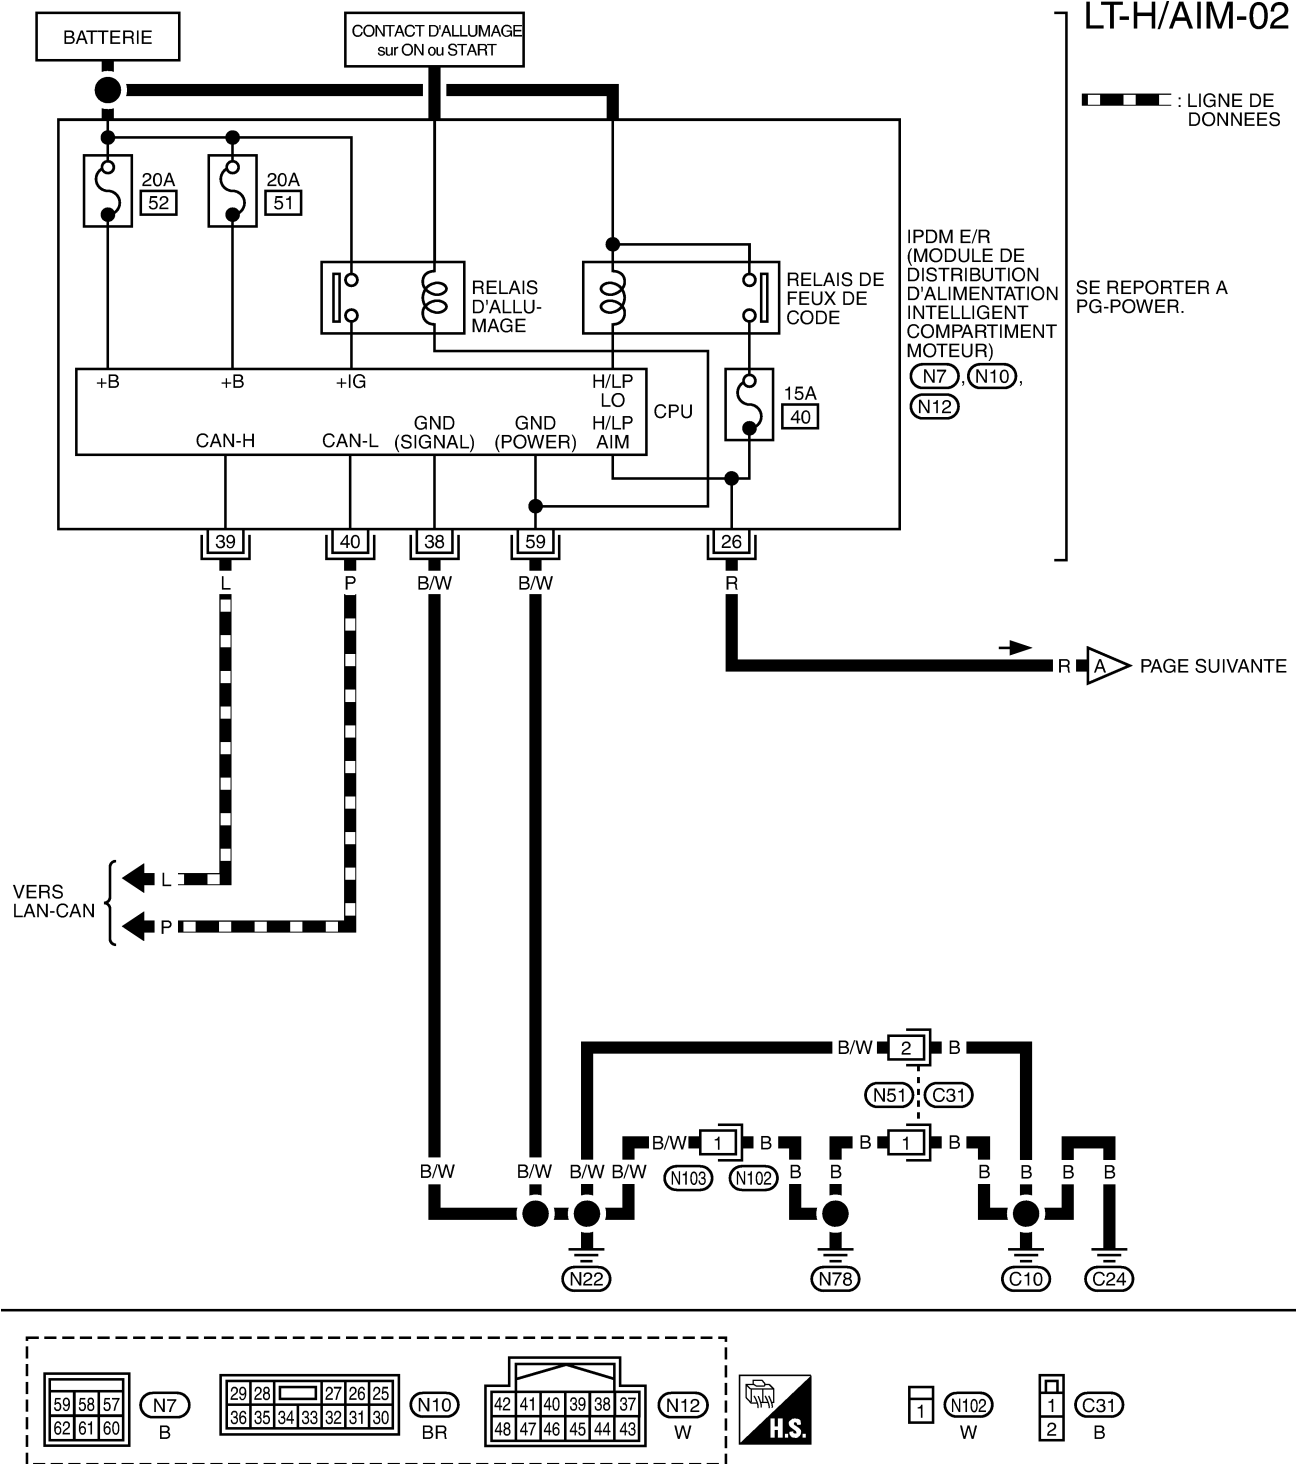 LT-H/AIM-02
BATTERIE
CONTACT D'ALLUMAGE
sur ON ou START
: LIGNE DE
DONNEES
20A
52
20A
51
RELAIS
D'ALLU-
MAGE
RELAIS DE
FEUX DE
CODE
IPDM E/R
(MODULE DE
DISTRIBUTION
D'ALIMENTATION
INTELLIGENT
COMPARTIMENT
MOTEUR)
N7 , N10 ,
N12
SE REPORTER A
PG-POWER.
+B
+B
+IG
H/LP
LO
CPU
15A
40
CAN-H
CAN-L
GND
(SIGNAL)
GND
(POWER)
H/LP
AIM
39
40
38
59
26
L
P
B/W
B/W
R
R
A
PAGE SUIVANTE
VERS
LAN-CAN
L
P
B/W
2
B
N51
C31
B/W
1
B
B
1
B
N103
N102
B/W
B/W
B/W
B/W
B
B
B
B
B
B
N22
N78
C10
C24
59 58 57
62 61 60
N7
B
29 28 27 26 25
36 35 34 33 32 31 30
N10
BR
42 41 40 39 38 37
48 47 46 45 44 43
N12
W
H.S.
1
N102
W
1
2
C31
B